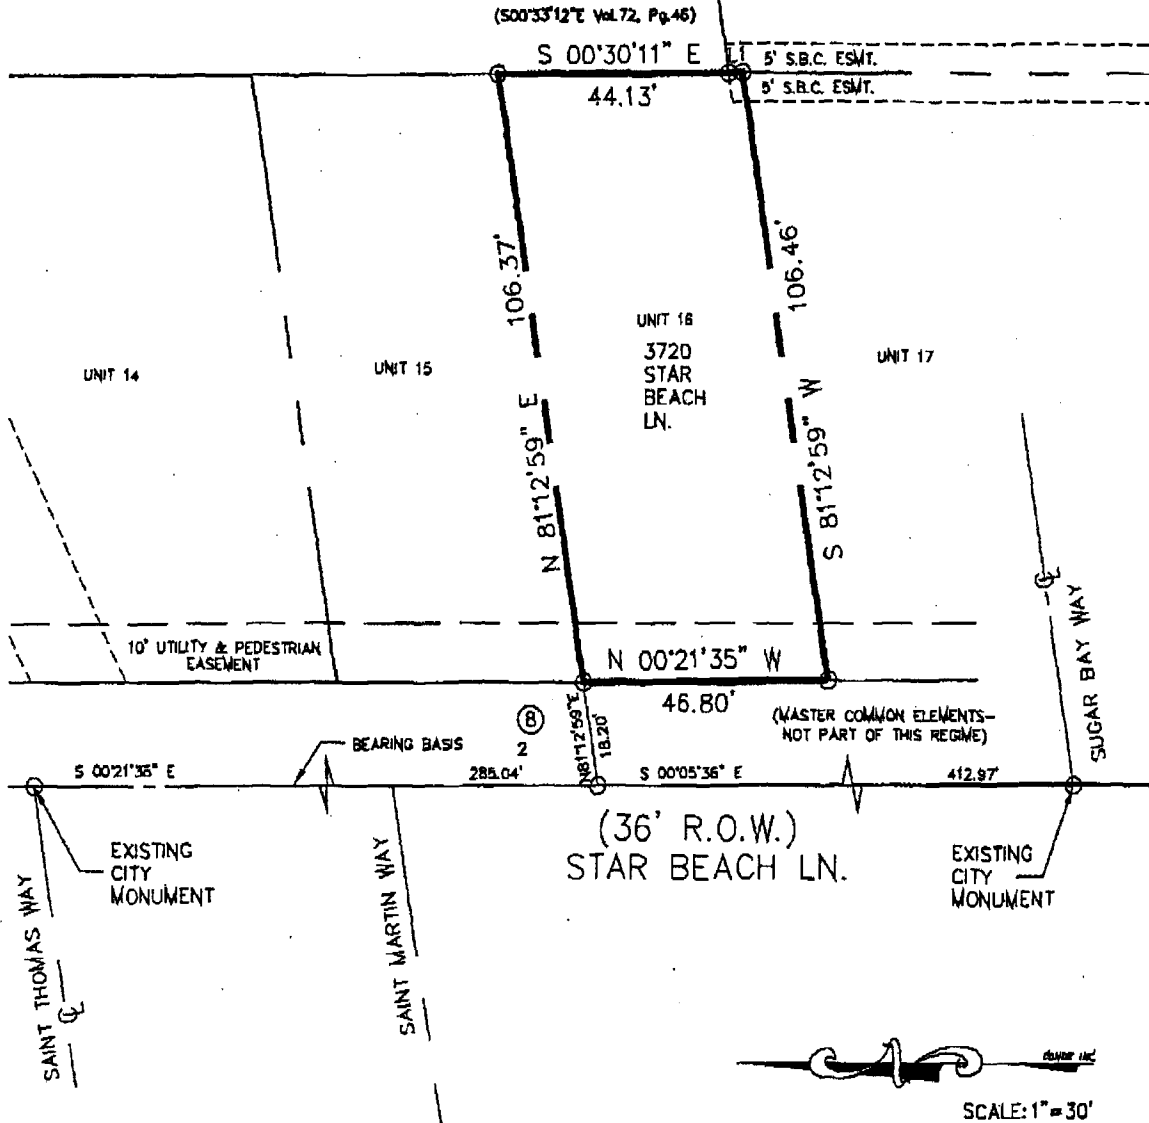 (S00°33'12"E Vol.72, Pg.46)
S 00°30'11" E
L1
5' S.B.C. ESMT.
5' S.B.C. ESMT.
44.13'
106.37'
N 81°12'59" E
106.46'
S 81°12'59" W
UNIT 14
UNIT 15
UNIT 16
3720
STAR
BEACH
LN.
UNIT 17
10' UTILITY & PEDESTRIAN
EASEMENT
N 00°21'35" W
46.80'
(MASTER COMMON ELEMENTS-
NOT PART OF THIS REGIME)
8
2
N81°12'59"E
18.20'
BEARING BASIS
S 00°21'35" E
285.04'
S 00°05'36" E
412.97'
SUGAR BAY WAY
(36' R.O.W.)
STAR BEACH LN.
EXISTING
CITY
MONUMENT
EXISTING
CITY
MONUMENT
SAINT THOMAS WAY
SAINT MARTIN WAY
SCALE: 1"=30'